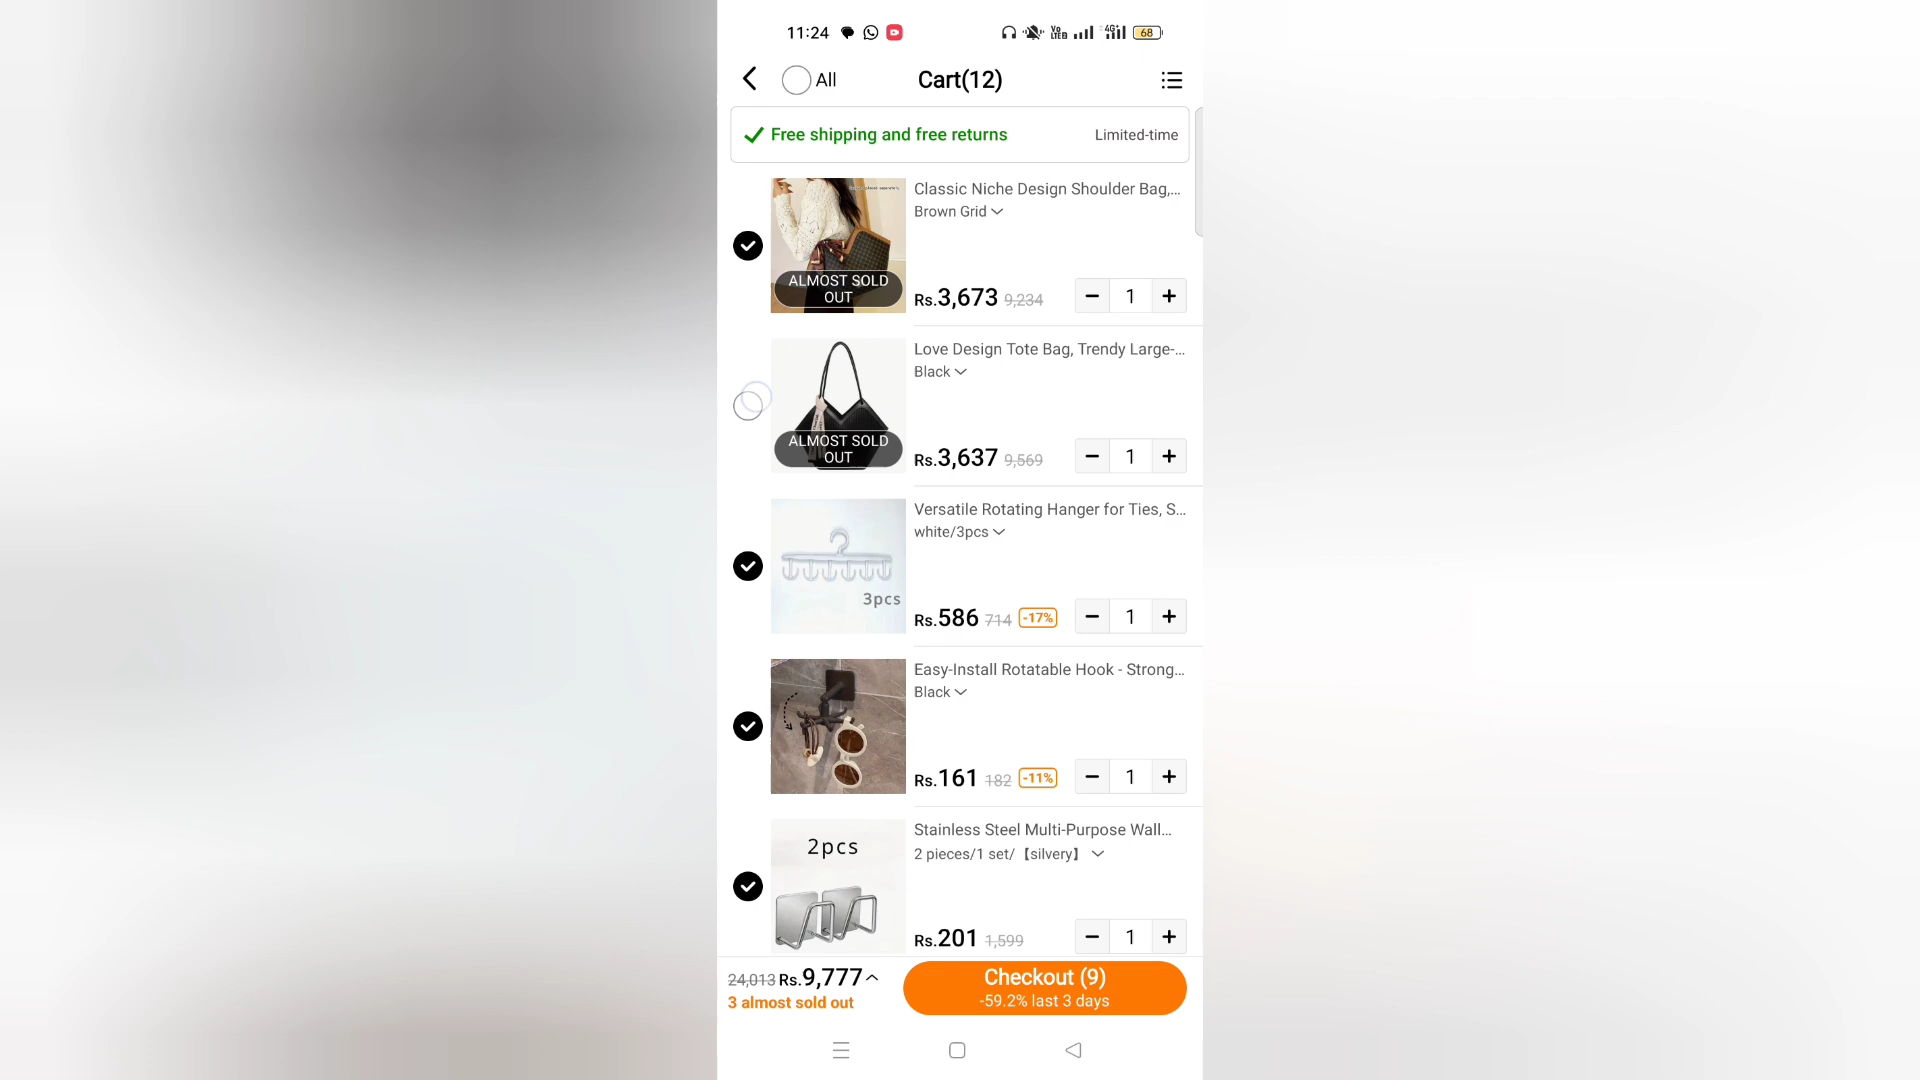 11:24
Vo
LTE2
4G+
68
All
Cart(12)
Free shipping and free returns
Limited-time
Classic Niche Design Shoulder Bag,...
Brown Grid
ALMOST SOLD
OUT
Rs.3,673 9,234
1
Love Design Tote Bag, Trendy Large-...
Black
ALMOST SOLD
OUT
Rs.3,637 9,569
1
Versatile Rotating Hanger for Ties, S...
white/3pcs
3pcs
Rs.586 714 -17%
1
Easy-Install Rotatable Hook - Strong...
Black
Rs.161 182 -11%
1
2pcs
Stainless Steel Multi-Purpose Wall...
2 pieces/1 set/【silvery】
Rs.201 1,599
1
24,013 Rs.9,777
3 almost sold out
Checkout (9)
-59.2% last 3 days